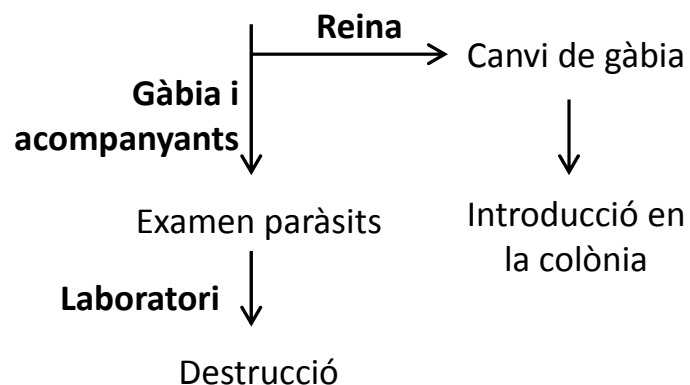 Reina
Canvi de gàbia
Gàbia i
acompanyants
Examen paràsits
Introducció en
la colònia
Laboratori
Destrucció